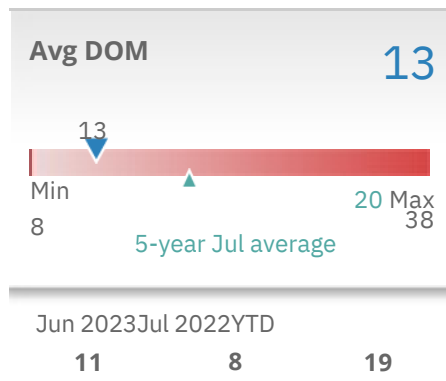 Avg DOM
13
13
Min
20 Max
8
38
5-year Jul average
Jun 2023Jul 2022YTD
11 8 19